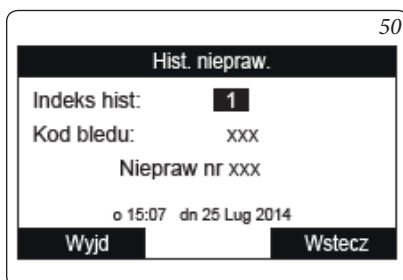 50
Hist. niepraw.
Indeks hist: 1
Kod bledu: xxx
Niepraw nr xxx
o 15:07 dn 25 Lug 2014
Wyjd Wstecz